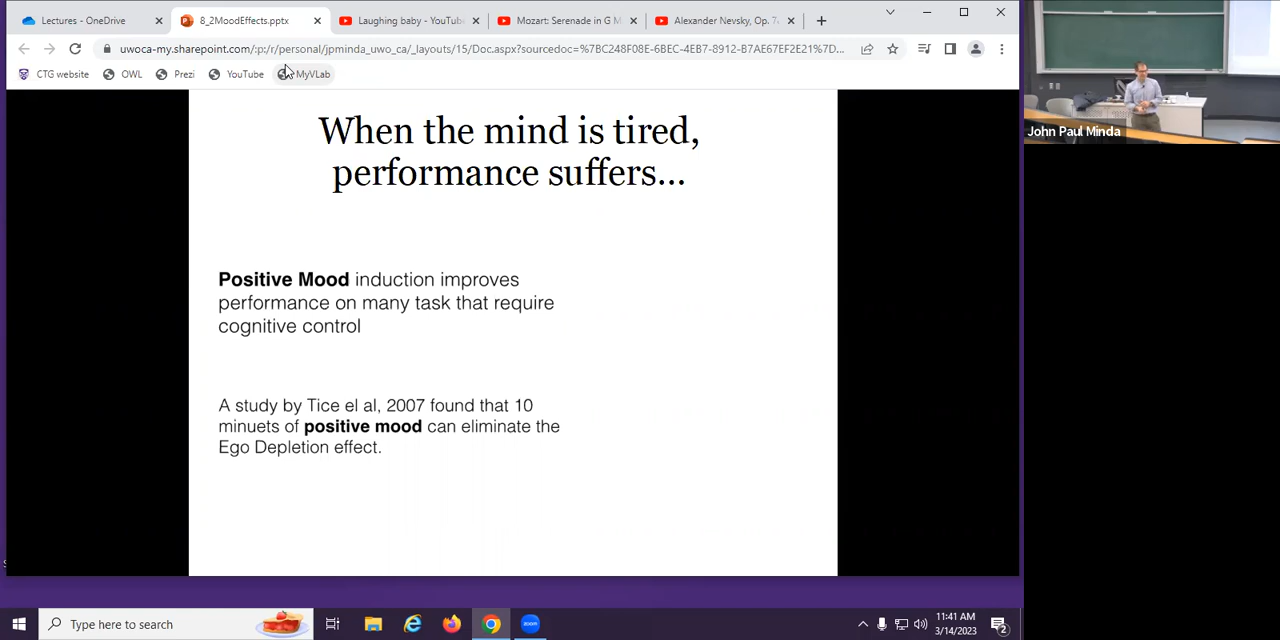 Lectures - OneDrive
8_2MoodEffects.pptx
Laughing baby - YouTube
Mozart: Serenade in G M
Alexander Nevsky, Op. 7
uwoca-my.sharepoint.com/:p:/r/personal/jpminda_uwo_ca/_layouts/15/Doc.aspx?sourcedoc=%7BC248F08E-6BEC-4EB7-8912-B7AE67EF2E21%7D...
CTG website
OWL
Prezi
YouTube
MyVLab
John Paul Minda
When the mind is tired,
performance suffers...
Positive Mood induction improves
performance on many task that require
cognitive control
A study by Tice el al, 2007 found that 10
minuets of positive mood can eliminate the
Ego Depletion effect.
Type here to search
zoom
11:41 AM
3/14/2023
2